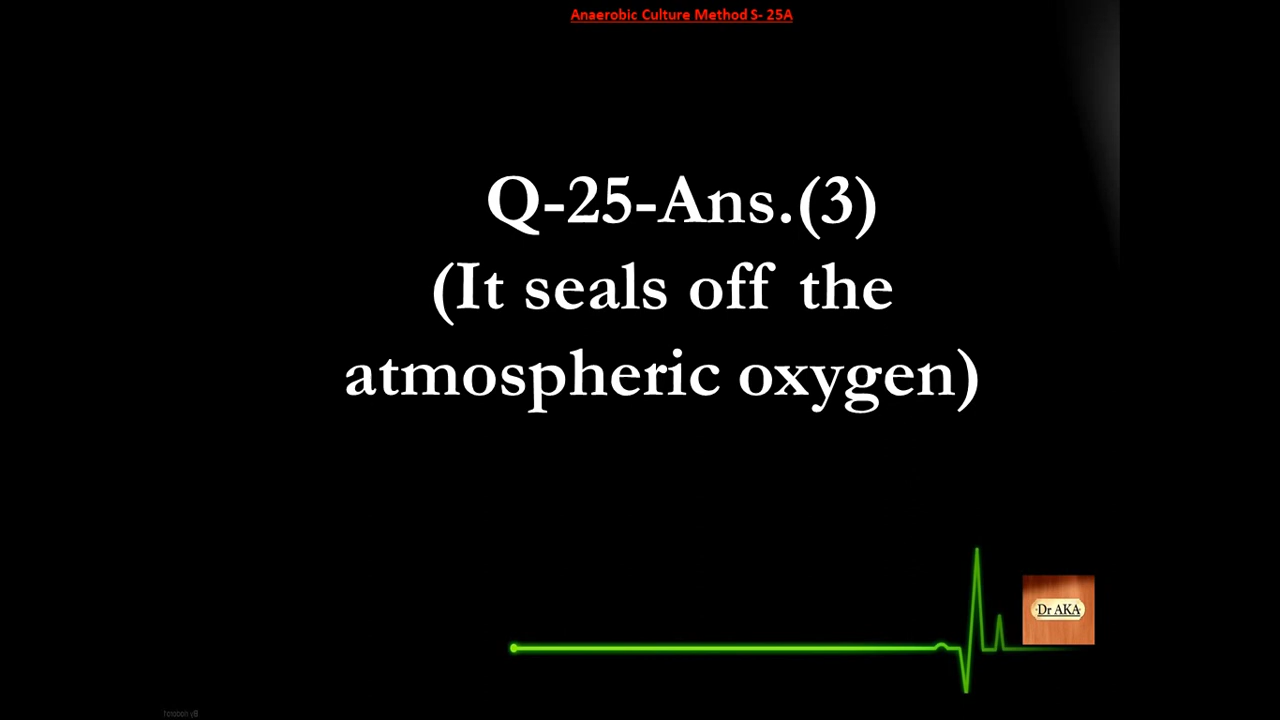 Anaerobic Culture Method S- 25A
Q-25-Ans.(3)
(It seals off the
atmospheric oxygen)
Dr AKA